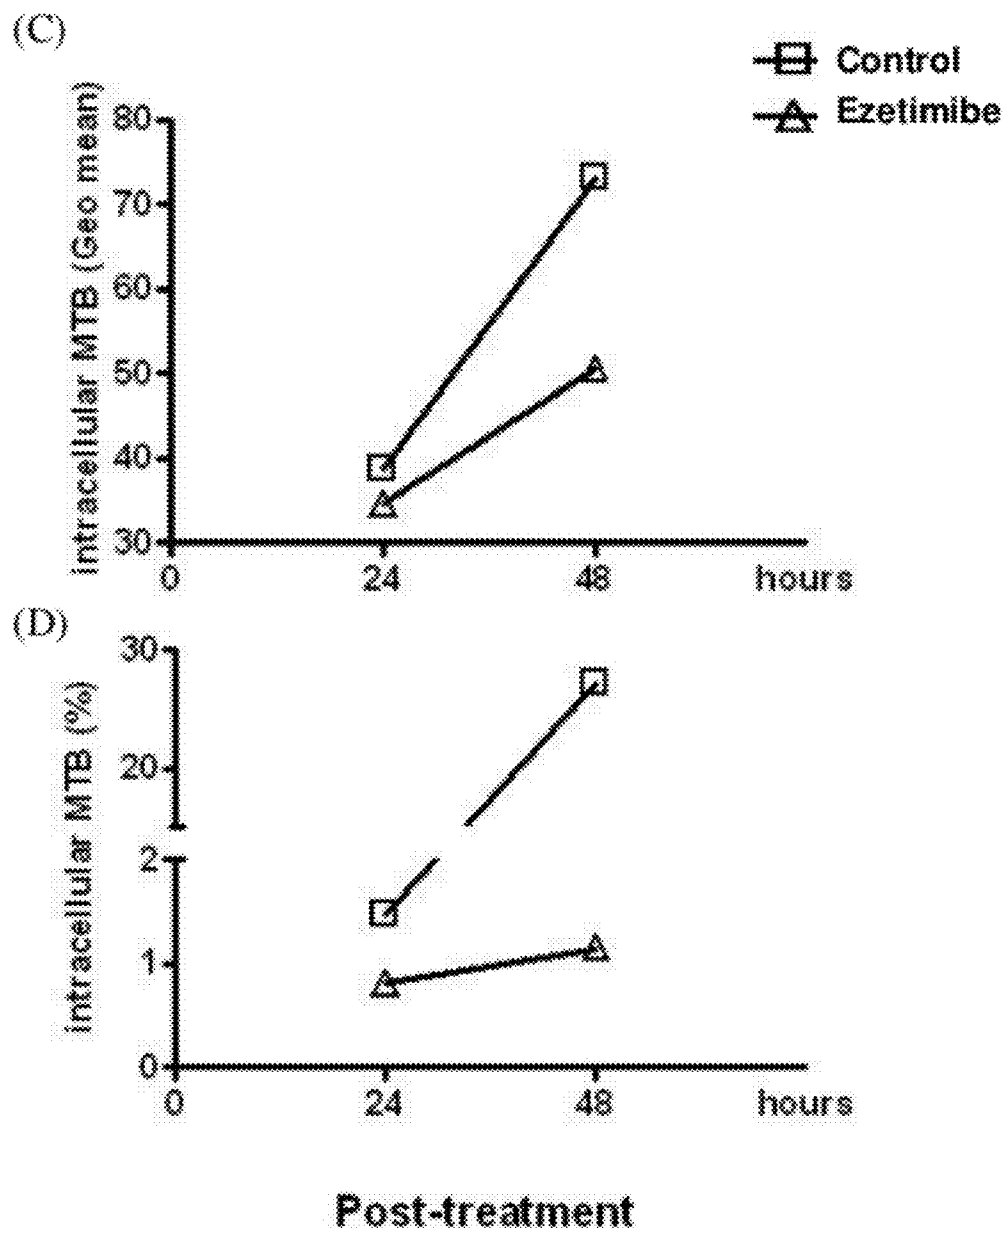 (C)
Control
Ezetimibe
intracellular MTB (Geo mean)
80
70
60
50
40
30
0 24 48 hours
(D)
intracellular MTB (%)
30
20
2
1
0
0 24 48 hours
Post-treatment